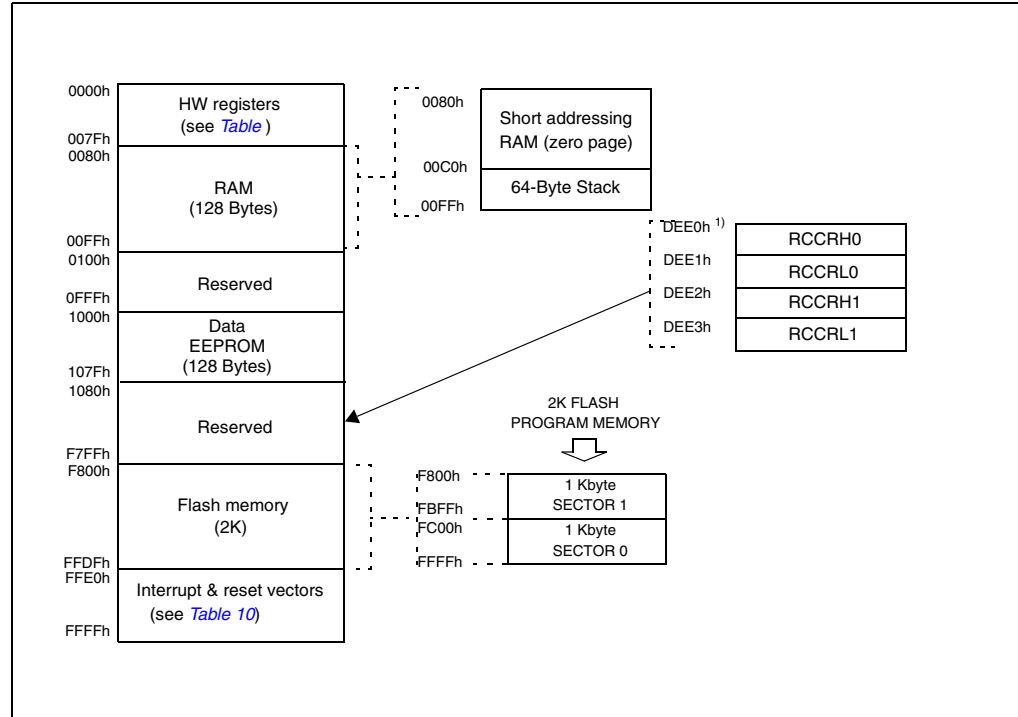 0000h
HW registers
(see Table )
007Fh
0080h
RAM
(128 Bytes)
00FFh
0100h
Reserved
0FFFh
1000h
Data
EEPROM
(128 Bytes)
107Fh
1080h
Reserved
F7FFh
F800h
Flash memory
(2K)
FFDFh
FFE0h
Interrupt & reset vectors
(see Table 10)
FFFFh
0080h
Short addressing
RAM (zero page)
00C0h
64-Byte Stack
00FFh
DEE0h 1)
RCCRH0
DEE1h
RCCRL0
DEE2h
RCCRH1
DEE3h
RCCRL1
2K FLASH
PROGRAM MEMORY
F800h
1 Kbyte
SECTOR 1
FBFFh
FC00h
1 Kbyte
SECTOR 0
FFFFh